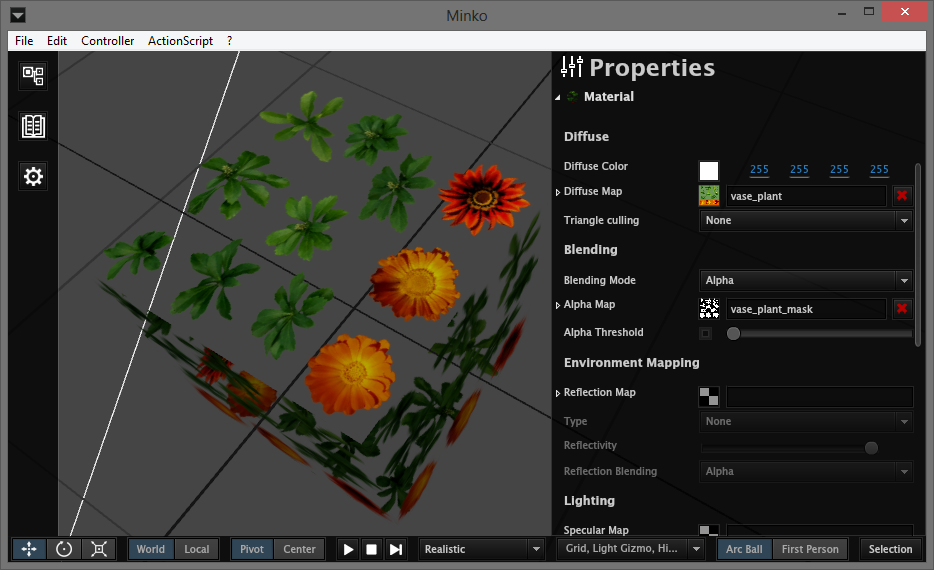 Minko
File Edit Controller ActionScript ?
Properties
Material
Diffuse
Diffuse Color 255 255 255 255
Diffuse Map vase_plant
Triangle culling None
Blending
Blending Mode Alpha
Alpha Map vase_plant_mask
Alpha Threshold
Environment Mapping
Reflection Map
Type None
Reflectivity
Reflection Blending Alpha
Lighting
Specular Map
World Local Pivot Center Realistic Grid, Light Gizmo, Hi... Arc Ball First Person Selection